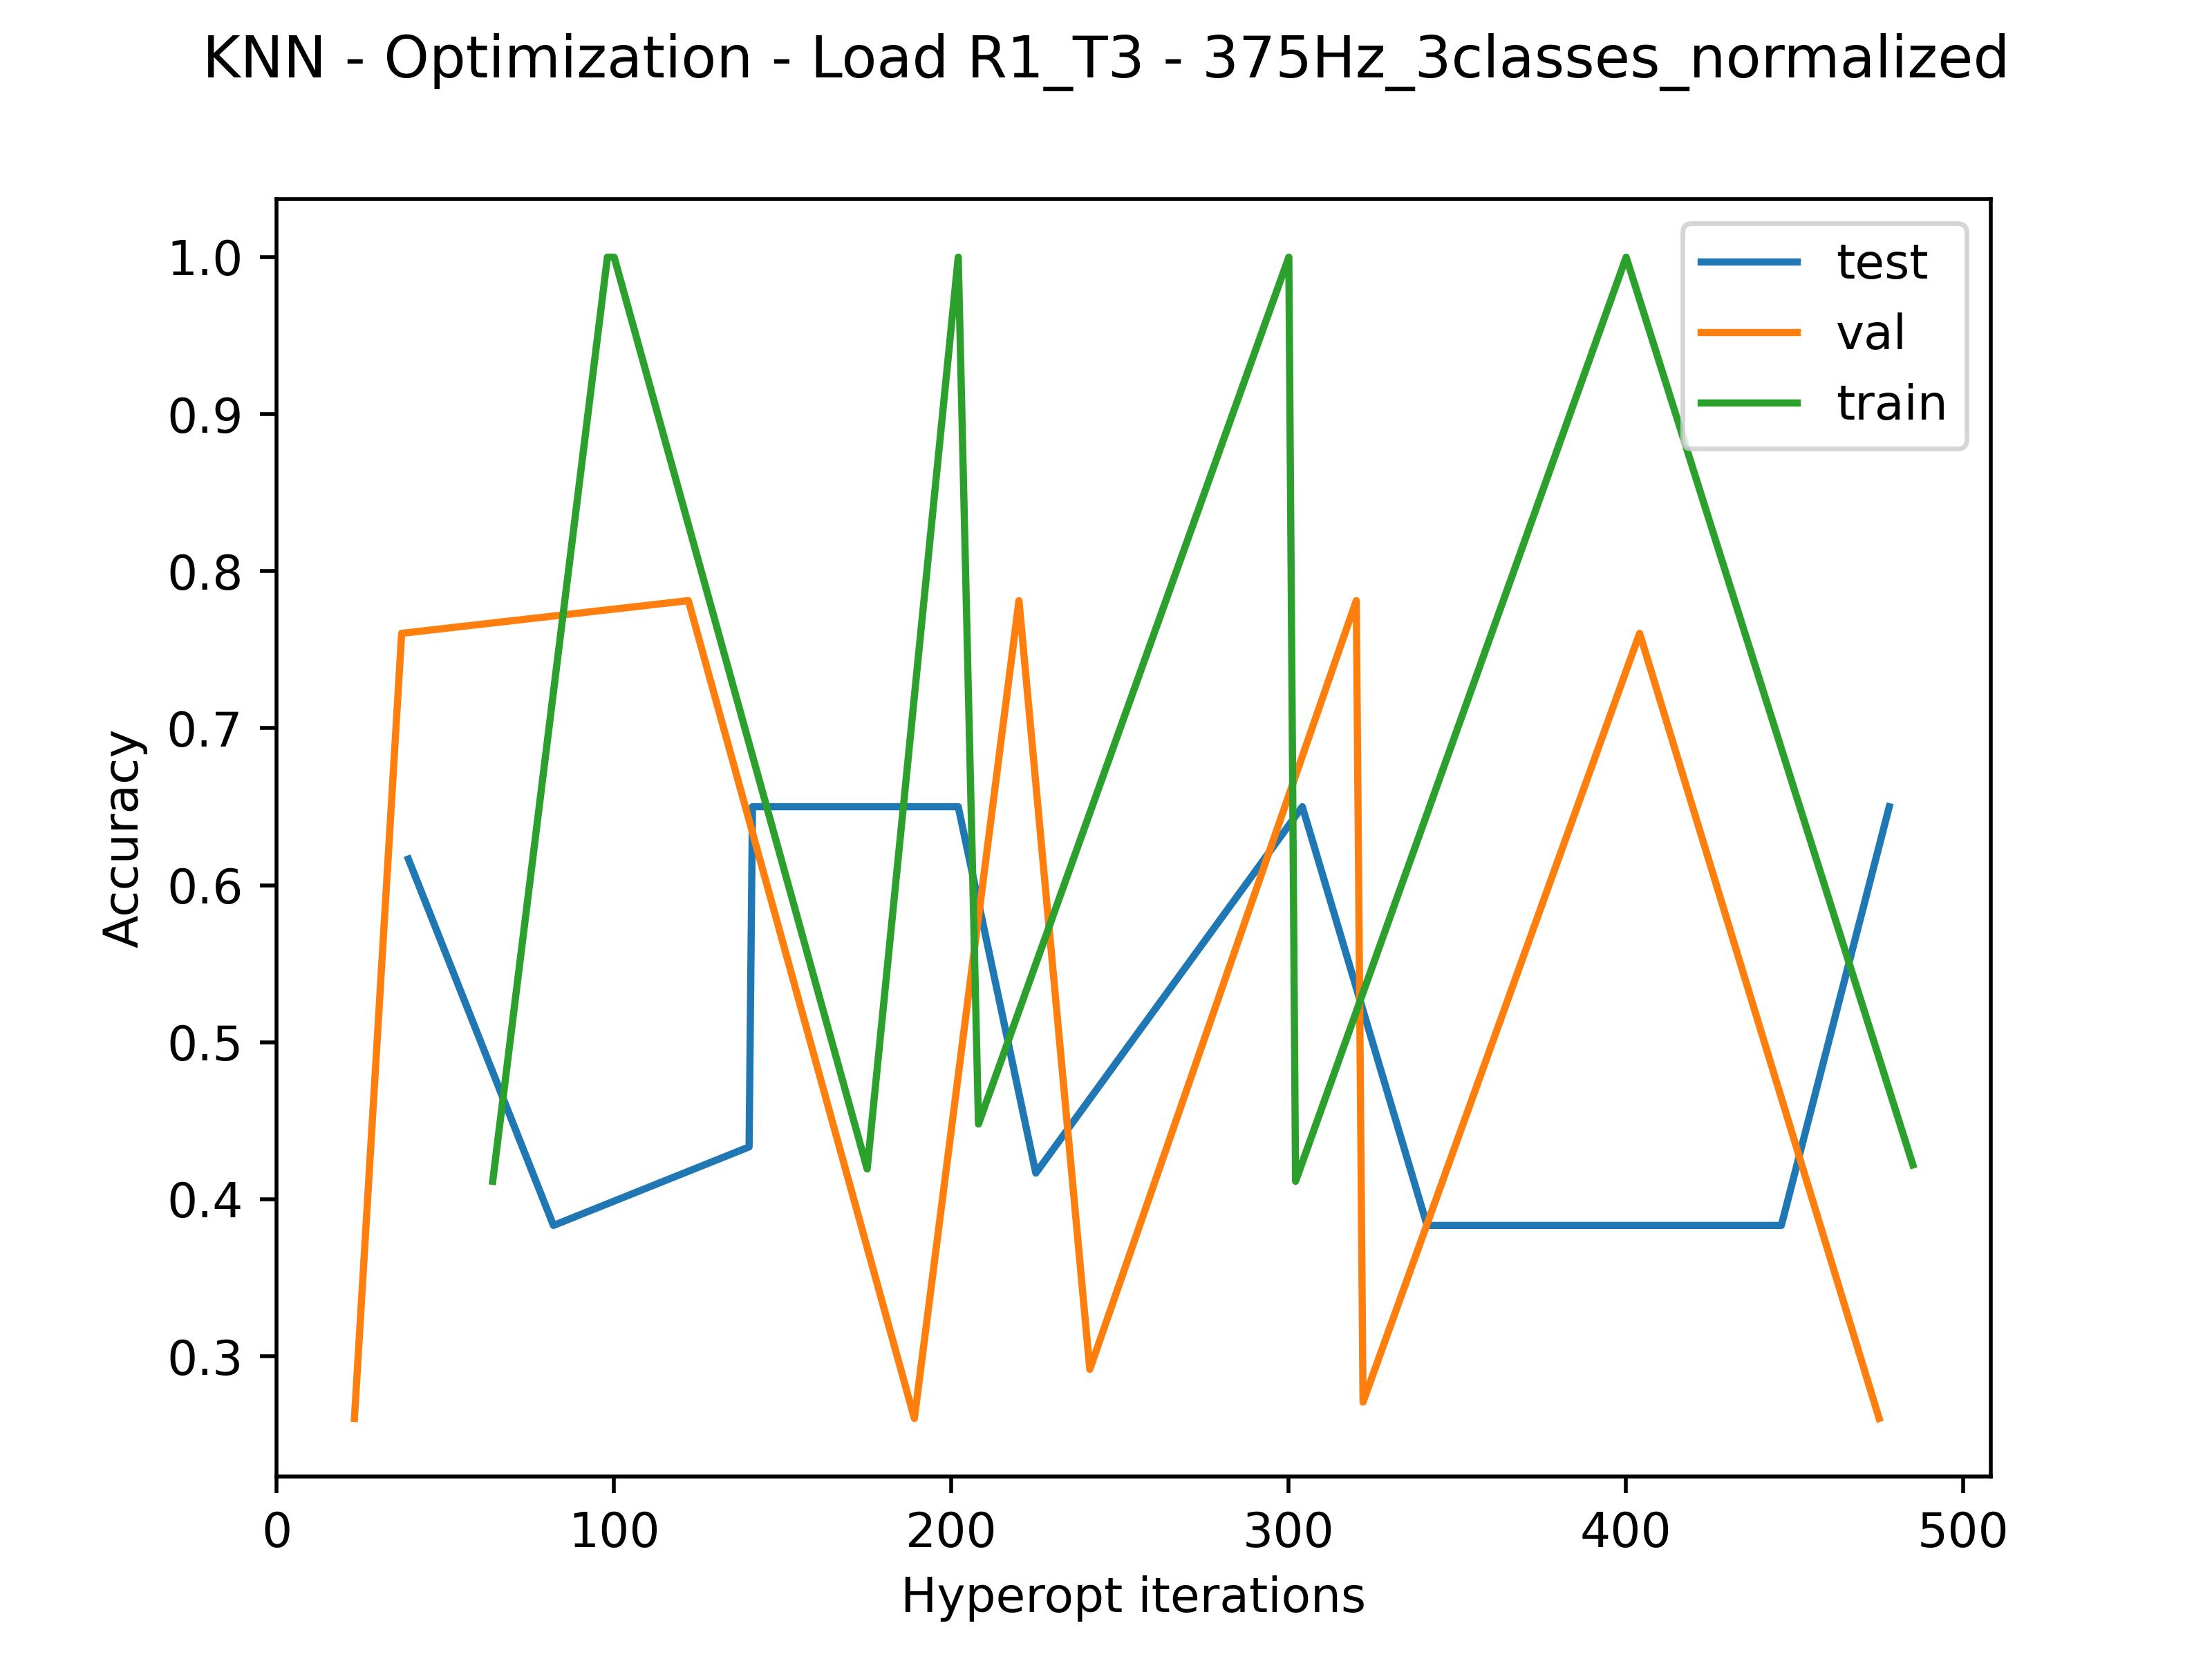 KNN - Optimization - Load R1_T3 - 375Hz_3classes_normalized
test
val
train
1.0
0.9
0.8
0.7
0.6
0.5
0.4
0.3
Accuracy
0 100 200 300 400 500
Hyperopt iterations